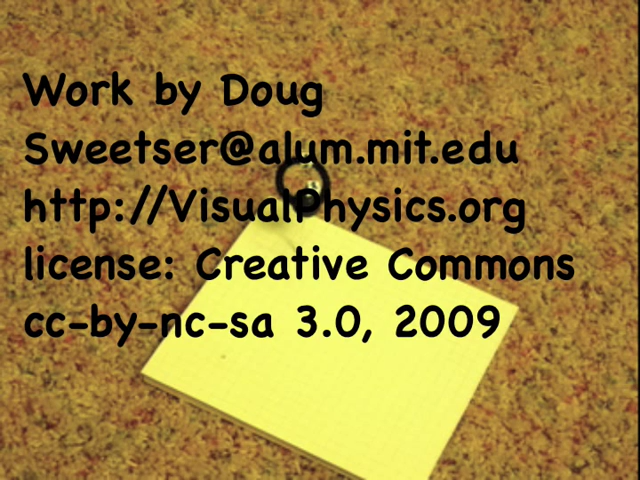 Work by Doug
Sweetser@alum.mit.edu
http://VisualPhysics.org
license: Creative Commons
cc-by-nc-sa 3.0, 2009